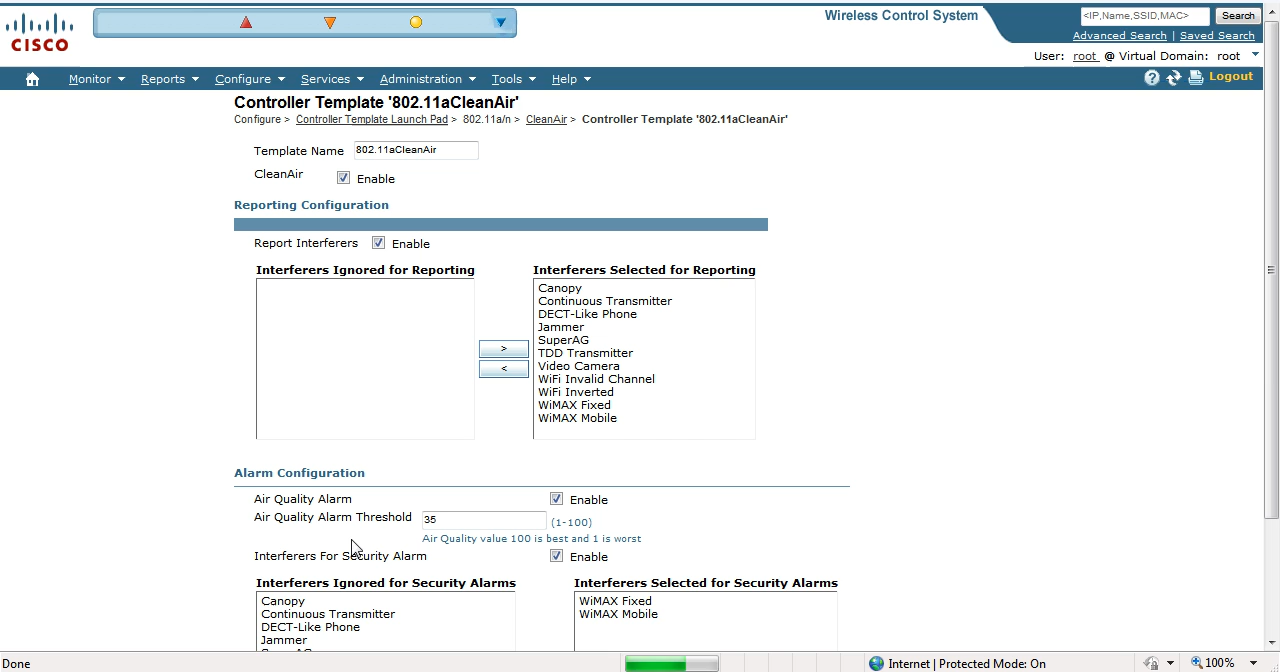 CISCO
Wireless Control System
<IP,Name,SSID,MAC>
Search
Advanced Search | Saved Search
User: root @ Virtual Domain: root
Monitor Reports Configure Services Administration Tools Help
? Logout
Controller Template '802.11aCleanAir'
Configure > Controller Template Launch Pad > 802.11a/n > CleanAir > Controller Template '802.11aCleanAir'
Template Name 802.11aCleanAir
CleanAir Enable
Reporting Configuration
Report Interferers Enable
Interferers Ignored for Reporting
Interferers Selected for Reporting
Canopy
Continuous Transmitter
DECT-Like Phone
Jammer
SuperAG
TDD Transmitter
Video Camera
WiFi Invalid Channel
WiFi Inverted
WiMAX Fixed
WiMAX Mobile
>
<
Alarm Configuration
Air Quality Alarm Enable
Air Quality Alarm Threshold 35 (1-100)
Air Quality value 100 is best and 1 is worst
Interferers For Security Alarm Enable
Interferers Ignored for Security Alarms
Canopy
Continuous Transmitter
DECT-Like Phone
Jammer
Interferers Selected for Security Alarms
WiMAX Fixed
WiMAX Mobile
Done
Internet | Protected Mode: On
100%